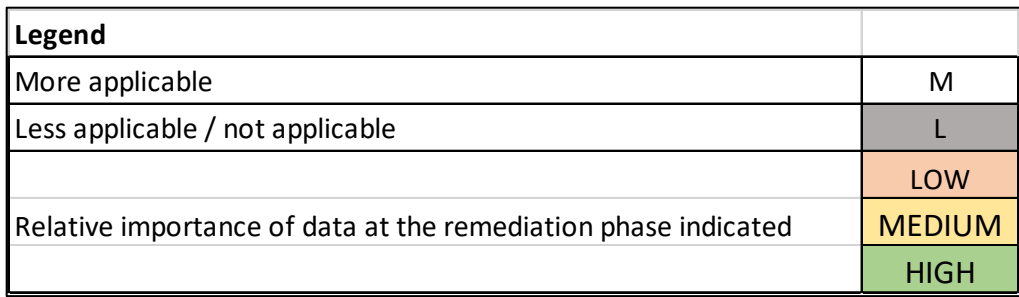 Legend
More applicable M
Less applicable / not applicable L
LOW
Relative importance of data at the remediation phase indicated MEDIUM
HIGH